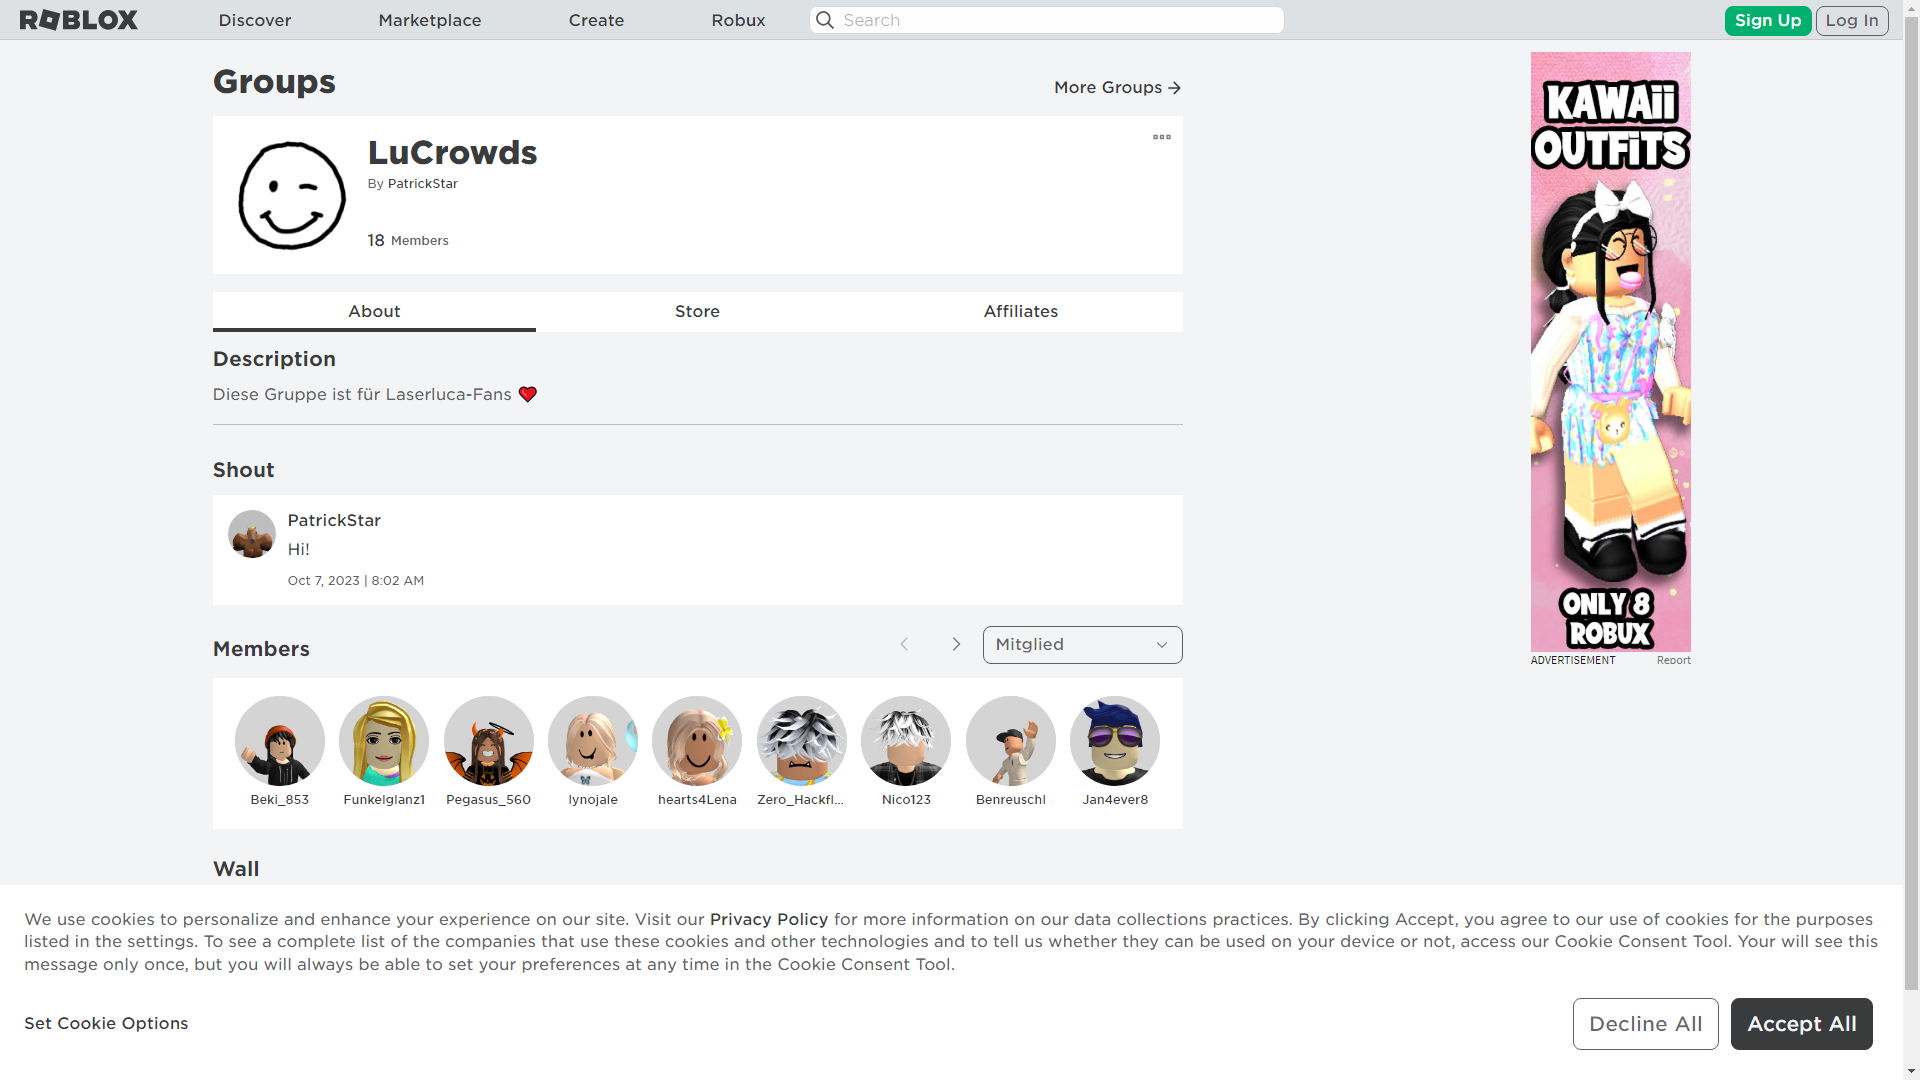 ROBLOX
Discover
Marketplace
Create
Robux
Search
Sign Up
Log In
Groups
More Groups
LuCrowds
By PatrickStar
18 Members
About
Store
Affiliates
Description
Diese Gruppe ist für Laserluca-Fans ❤️
Shout
PatrickStar
Hi!
Oct 7, 2023 | 8:02 AM
Members
Mitglied
Beki_853
Funkelglanz1
Pegasus_560
lynojale
hearts4Lena
Zero_Hackfl...
Nico123
Benreuschl
Jan4ever8
Wall
KAWAii
OUTFiTS
ONLY 8
ROBUX
ADVERTISEMENT
Report
We use cookies to personalize and enhance your experience on our site. Visit our Privacy Policy for more information on our data collections practices. By clicking Accept, you agree to our use of cookies for the purposes
listed in the settings. To see a complete list of the companies that use these cookies and other technologies and to tell us whether they can be used on your device or not, access our Cookie Consent Tool. Your will see this
message only once, but you will always be able to set your preferences at any time in the Cookie Consent Tool.
Set Cookie Options
Decline All
Accept All